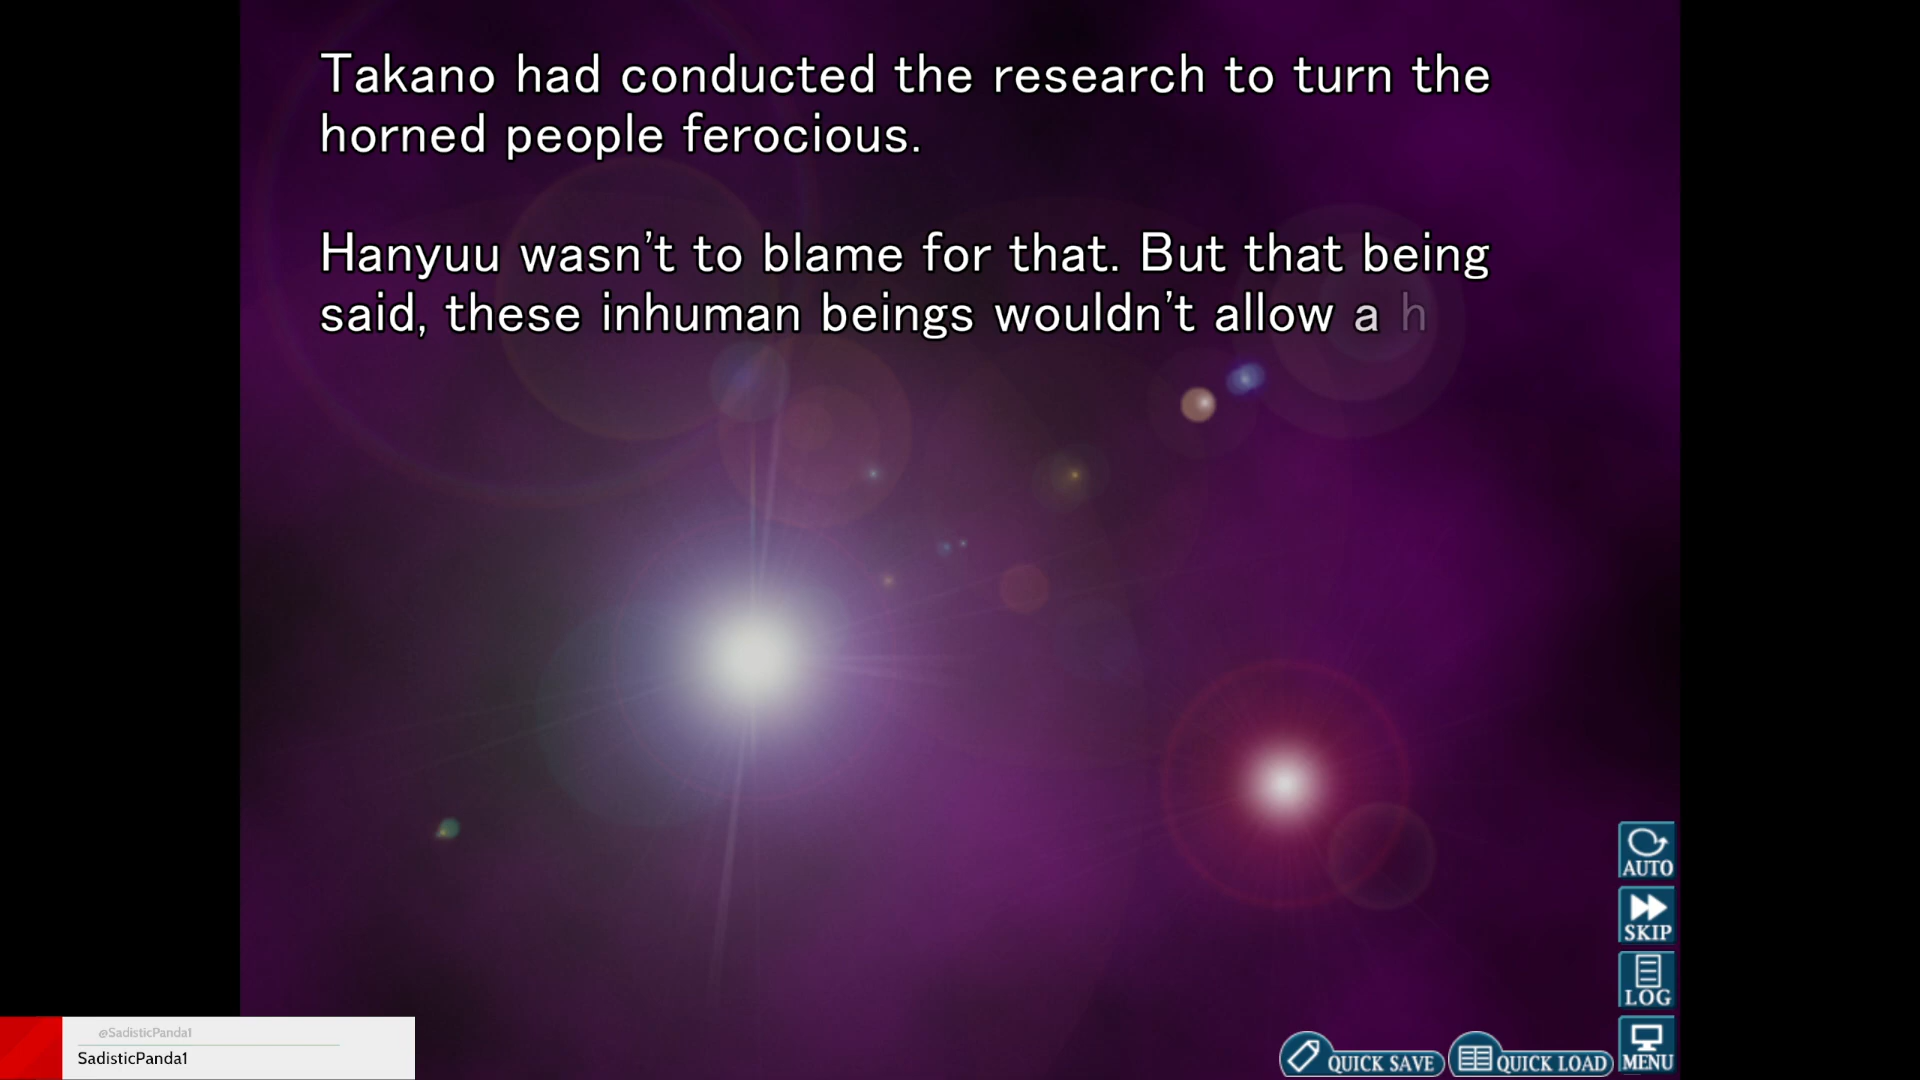 Takano had conducted the research to turn the
horned people ferocious.
Hanyuu wasn't to blame for that. But that being
said, these inhuman beings wouldn't allow a h
AUTO
SKIP
LOG
MENU
QUICK SAVE
QUICK LOAD
@SadisticPanda1
SadisticPanda1